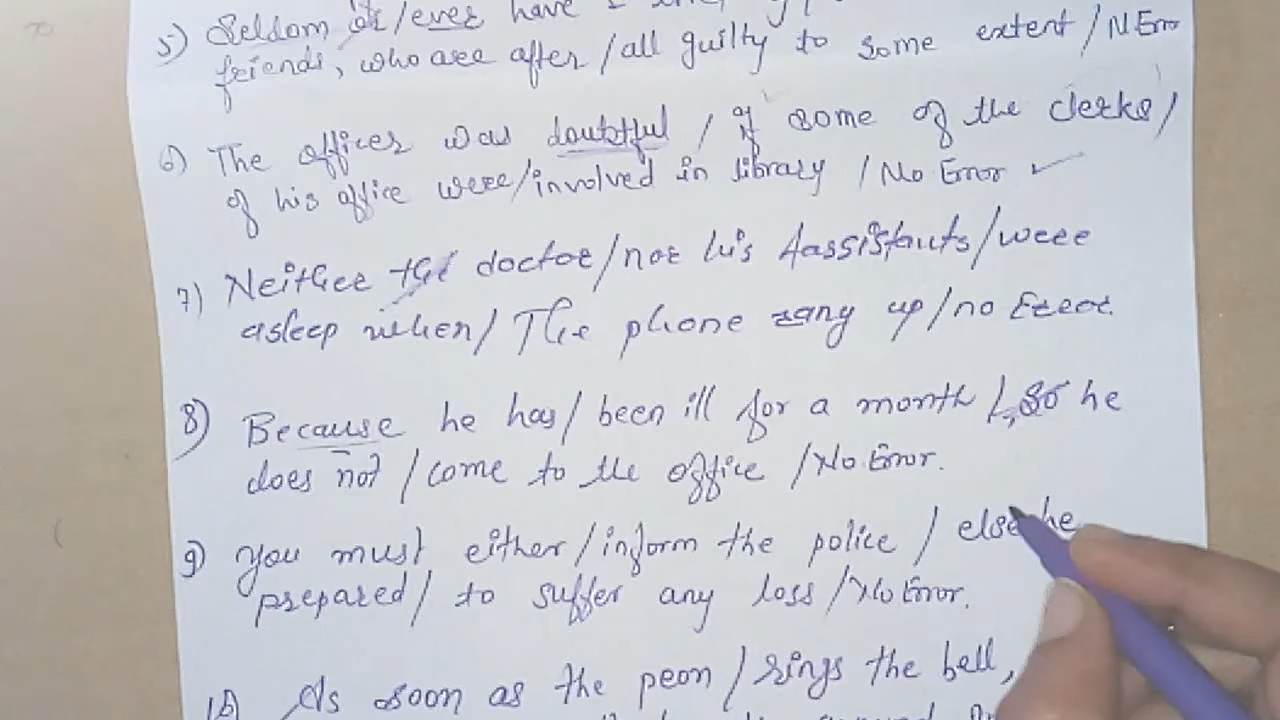 5) Seldom or/ever have I
friends, who are after/all guilty to some extent/N Error
6) The officer was doubtful / if some of the clerks/
of his office were/involved in library / No Error ✓
7) Neither the doctor/nor his Aassistants/were
asleep when/ The phone rang up/no Error.
8) Because he has/ been ill for a month /, So he
does not / come to the office /No Error.
9) You must either/inform the police / else he
prepared/ to suffer any loss/No Error.
10) As soon as the peon / rings the bell,